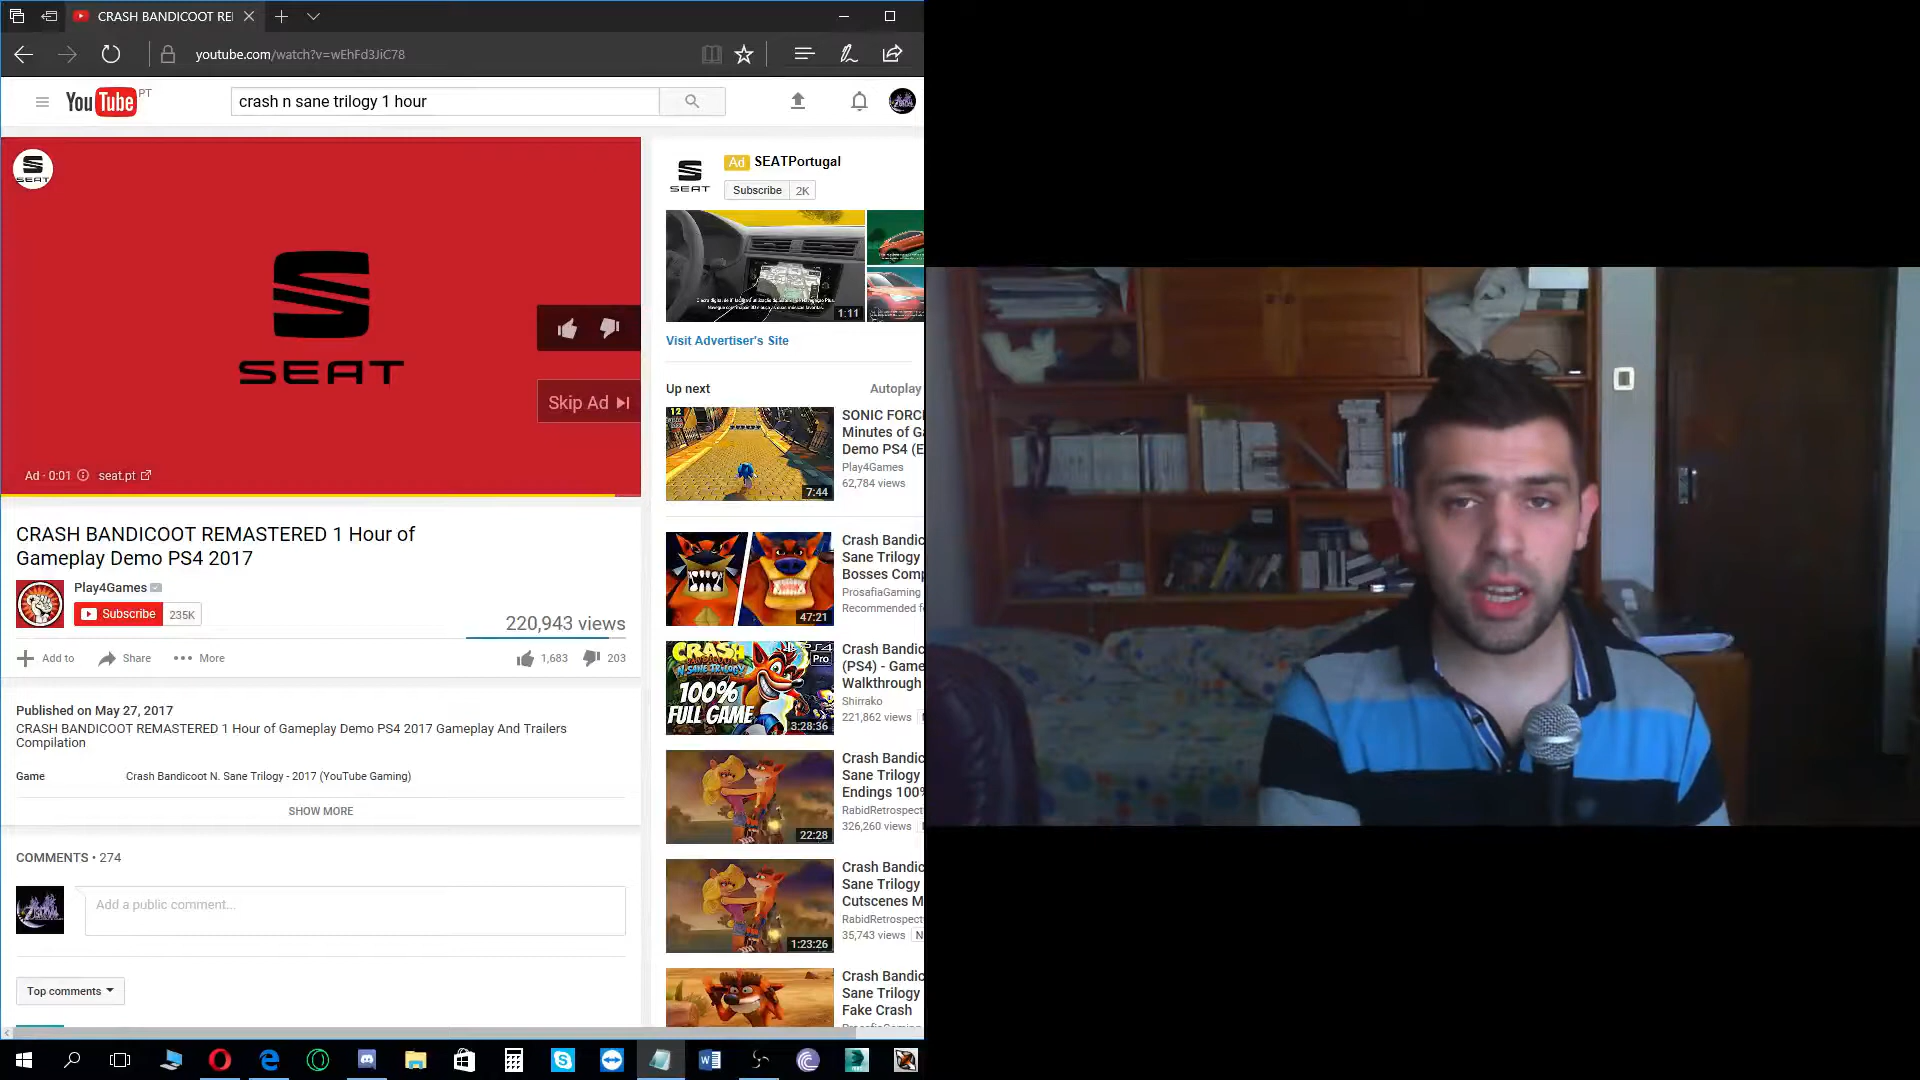 CRASH BANDICOOT RE
youtube.com/watch?v=wEhFd3JiC78
YouTube PT
crash n sane trilogy 1 hour
SEAT
SEAT
Skip Ad
Ad · 0:01
seat.pt
CRASH BANDICOOT REMASTERED 1 Hour of
Gameplay Demo PS4 2017
Play4Games
Subscribe 235K
220,943 views
Add to
Share
More
1,683
203
Published on May 27, 2017
CRASH BANDICOOT REMASTERED 1 Hour of Gameplay Demo PS4 2017 Gameplay And Trailers
Compilation
Game Crash Bandicoot N. Sane Trilogy - 2017 (YouTube Gaming)
SHOW MORE
COMMENTS • 274
Add a public comment...
Top comments
SEAT
Ad SEATPortugal
Subscribe 2K
1:11
Visit Advertiser's Site
Up next
Autoplay
12
7:44
SONIC FORC
Minutes of G
Demo PS4 (E
Play4Games
62,784 views
47:21
Crash Bandic
Sane Trilogy
Bosses Comp
ProsafiaGaming
Recommended f
CRASH
BANDICOOT
N.SANE TRILOGY
PS4
Pro
100%
FULL GAME
3:28:36
Crash Bandic
(PS4) - Game
Walkthrough
Shirrako
221,862 views
22:28
Crash Bandic
Sane Trilogy
Endings 100%
RabidRetrospect
326,260 views
1:23:26
Crash Bandic
Sane Trilogy
Cutscenes M
RabidRetrospect
35,743 views N
Crash Bandic
Sane Trilogy
Fake Crash